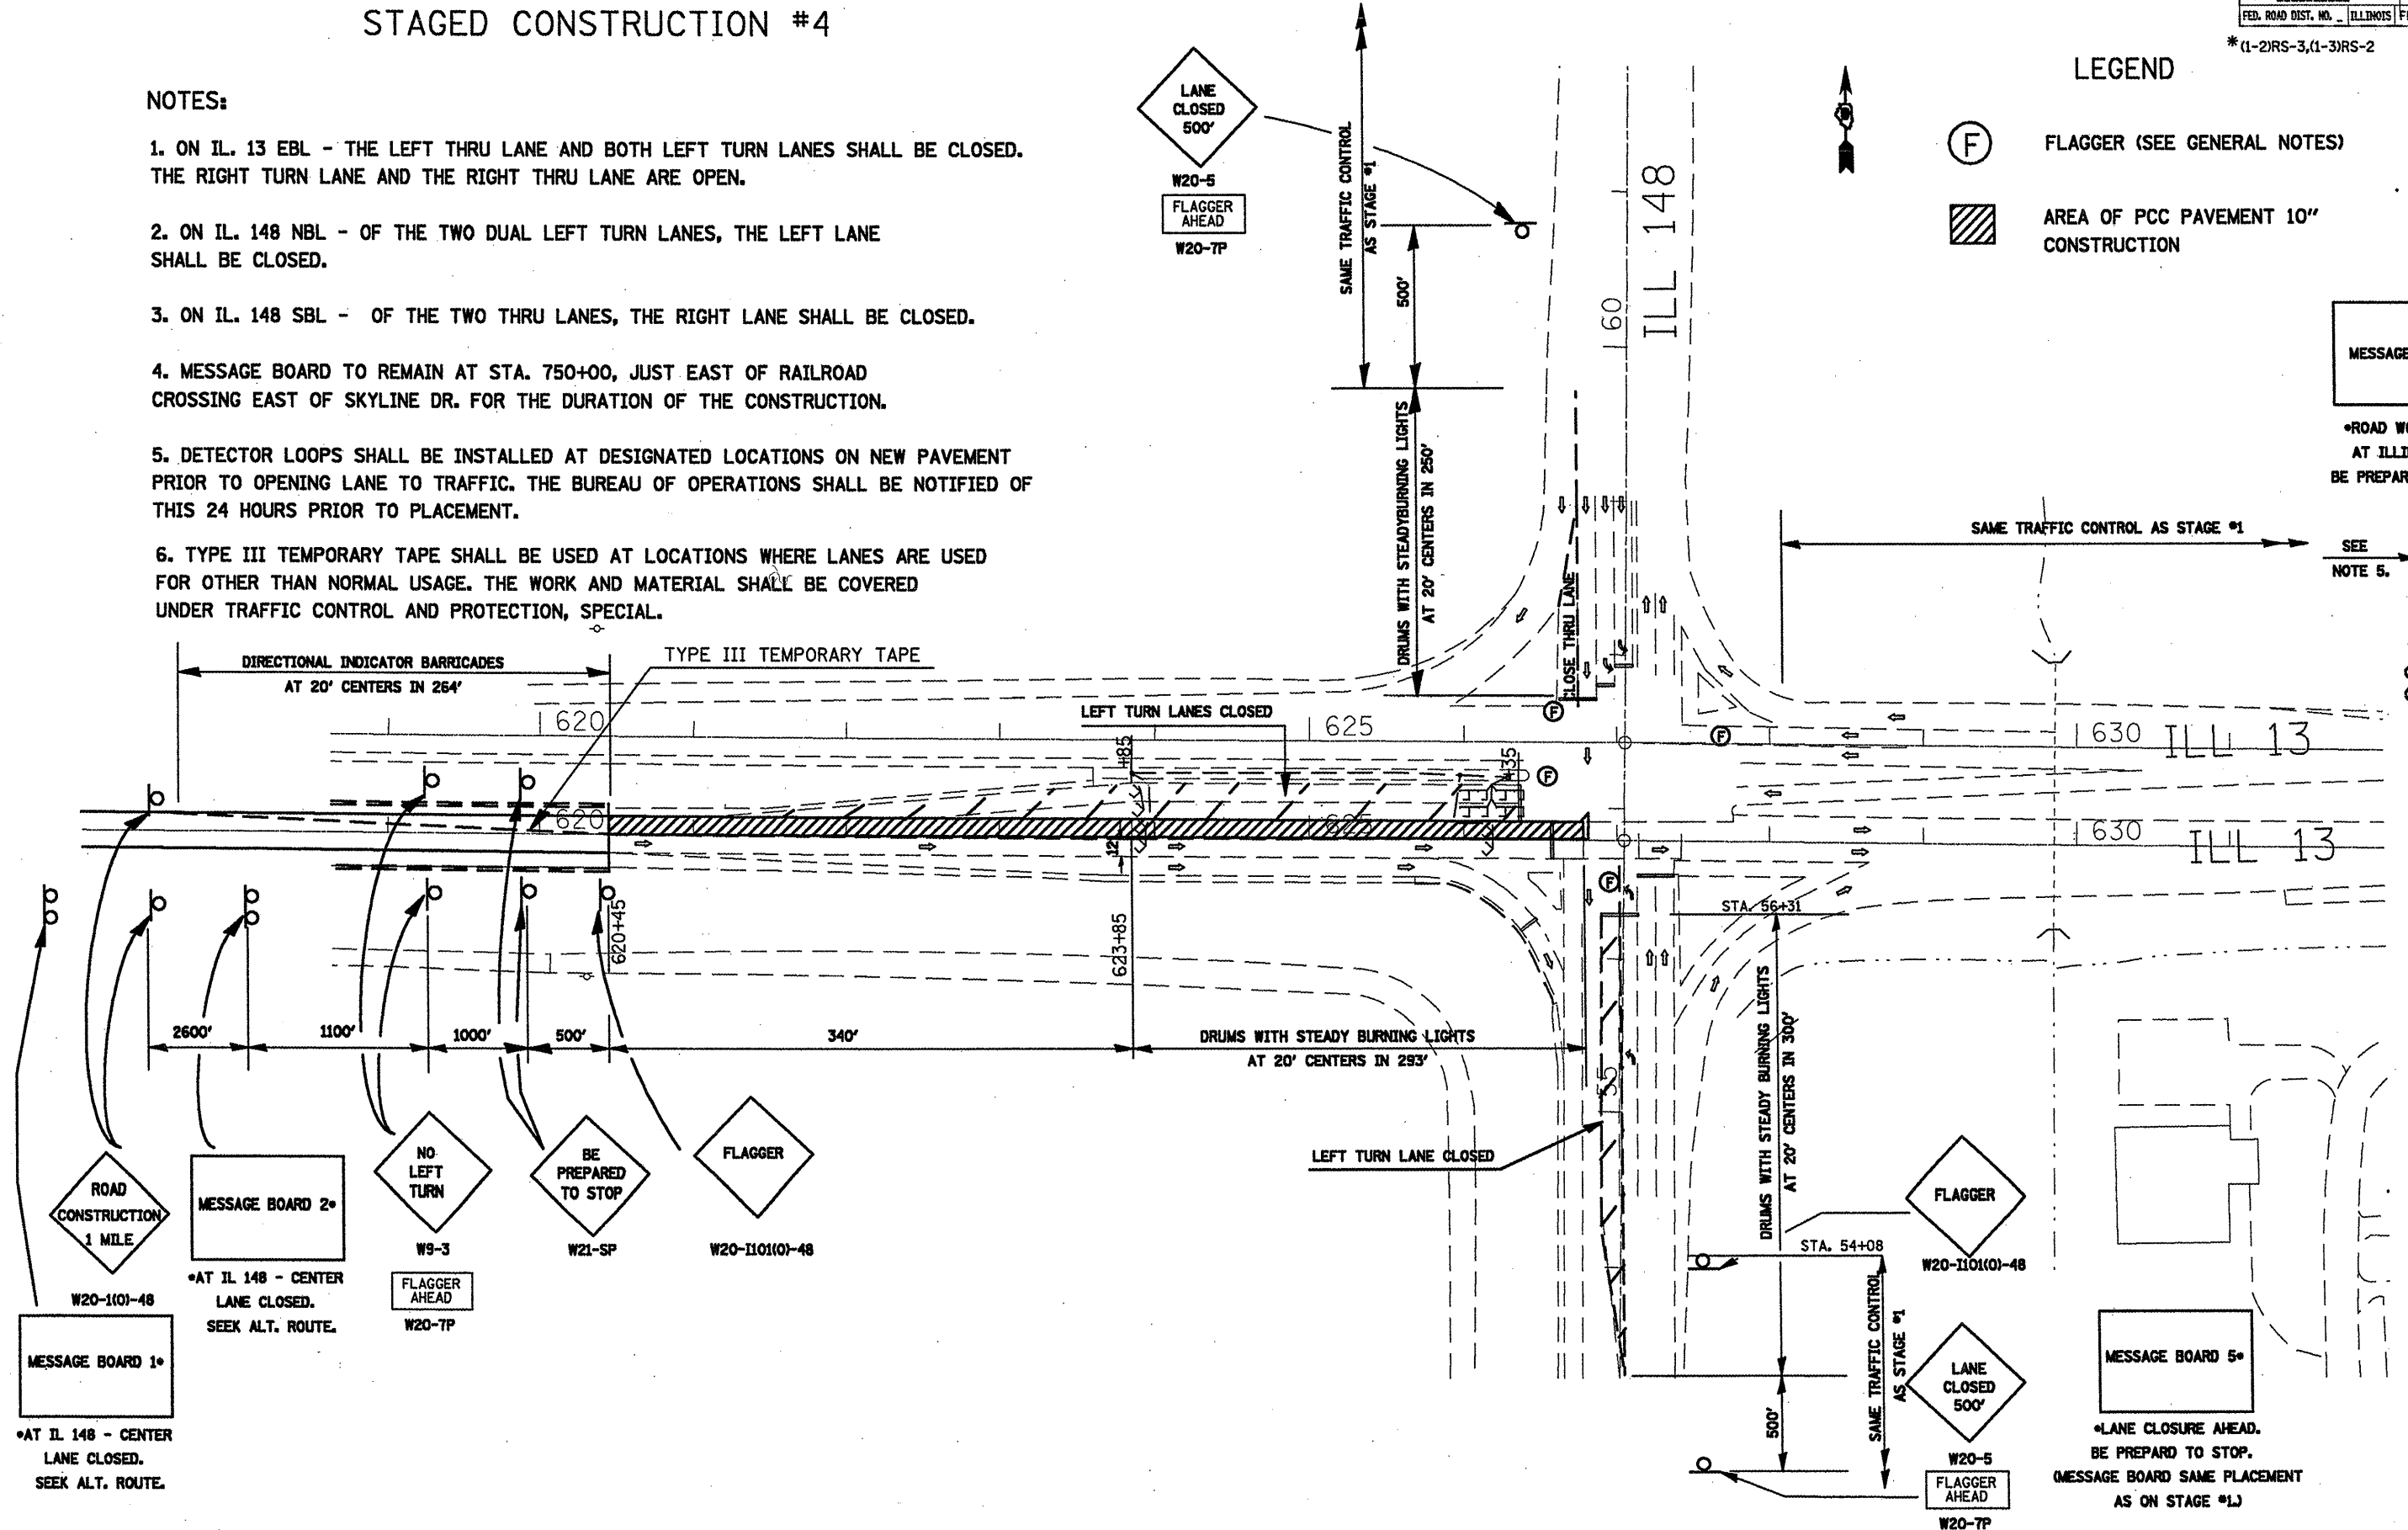 STAGED CONSTRUCTION #4
FED. ROAD DIST. NO. _ ILLINOIS
*(1-2)RS-3,(1-3)RS-2
NOTES:
1. ON IL. 13 EBL - THE LEFT THRU LANE AND BOTH LEFT TURN LANES SHALL BE CLOSED.
THE RIGHT TURN LANE AND THE RIGHT THRU LANE ARE OPEN.
2. ON IL. 148 NBL - OF THE TWO DUAL LEFT TURN LANES, THE LEFT LANE
SHALL BE CLOSED.
3. ON IL. 148 SBL - OF THE TWO THRU LANES, THE RIGHT LANE SHALL BE CLOSED.
4. MESSAGE BOARD TO REMAIN AT STA. 750+00, JUST EAST OF RAILROAD
CROSSING EAST OF SKYLINE DR. FOR THE DURATION OF THE CONSTRUCTION.
5. DETECTOR LOOPS SHALL BE INSTALLED AT DESIGNATED LOCATIONS ON NEW PAVEMENT
PRIOR TO OPENING LANE TO TRAFFIC. THE BUREAU OF OPERATIONS SHALL BE NOTIFIED OF
THIS 24 HOURS PRIOR TO PLACEMENT.
6. TYPE III TEMPORARY TAPE SHALL BE USED AT LOCATIONS WHERE LANES ARE USED
FOR OTHER THAN NORMAL USAGE. THE WORK AND MATERIAL SHALL BE COVERED
UNDER TRAFFIC CONTROL AND PROTECTION, SPECIAL.
LEGEND
F FLAGGER (SEE GENERAL NOTES)
AREA OF PCC PAVEMENT 10"
CONSTRUCTION
LANE
CLOSED
500'
W20-5
FLAGGER
AHEAD
W20-7P
SAME TRAFFIC CONTROL
AS STAGE #1
500'
DRUMS WITH STEADYBURNING LIGHTS
AT 20' CENTERS IN 250'
160
ILL 148
CLOSE THRU LANE
MESSAGE
*ROAD
AT
BE
SAME TRAFFIC CONTROL AS STAGE #1
SEE
NOTE 5.
DIRECTIONAL INDICATOR BARRICADES
AT 20' CENTERS IN 264'
TYPE III TEMPORARY TAPE
LEFT TURN LANES CLOSED
620
625
630
ILL 13
+85
+35
F
F
F
F
620
625
630
ILL 13
12'
620+45
623+85
STA. 56+31
2600'
1100'
1000'
500'
340'
DRUMS WITH STEADY BURNING LIGHTS
AT 20' CENTERS IN 293'
155
DRUMS WITH STEADY BURNING LIGHTS
AT 20' CENTERS IN 300'
LEFT TURN LANE CLOSED
ROAD
CONSTRUCTION
1 MILE
W20-1(O)-48
MESSAGE BOARD 2*
*AT IL 148 - CENTER
LANE CLOSED.
SEEK ALT. ROUTE.
NO
LEFT
TURN
W9-3
FLAGGER
AHEAD
W20-7P
BE
PREPARED
TO STOP
W21-SP
FLAGGER
W20-I101(O)-48
MESSAGE BOARD 1*
*AT IL 148 - CENTER
LANE CLOSED.
SEEK ALT. ROUTE.
STA. 54+08
FLAGGER
W20-I101(O)-48
SAME TRAFFIC CONTROL
AS STAGE #1
500'
LANE
CLOSED
500'
W20-5
FLAGGER
AHEAD
W20-7P
MESSAGE BOARD 5*
*LANE CLOSURE AHEAD.
BE PREPARD TO STOP.
(MESSAGE BOARD SAME PLACEMENT
AS ON STAGE #1.)